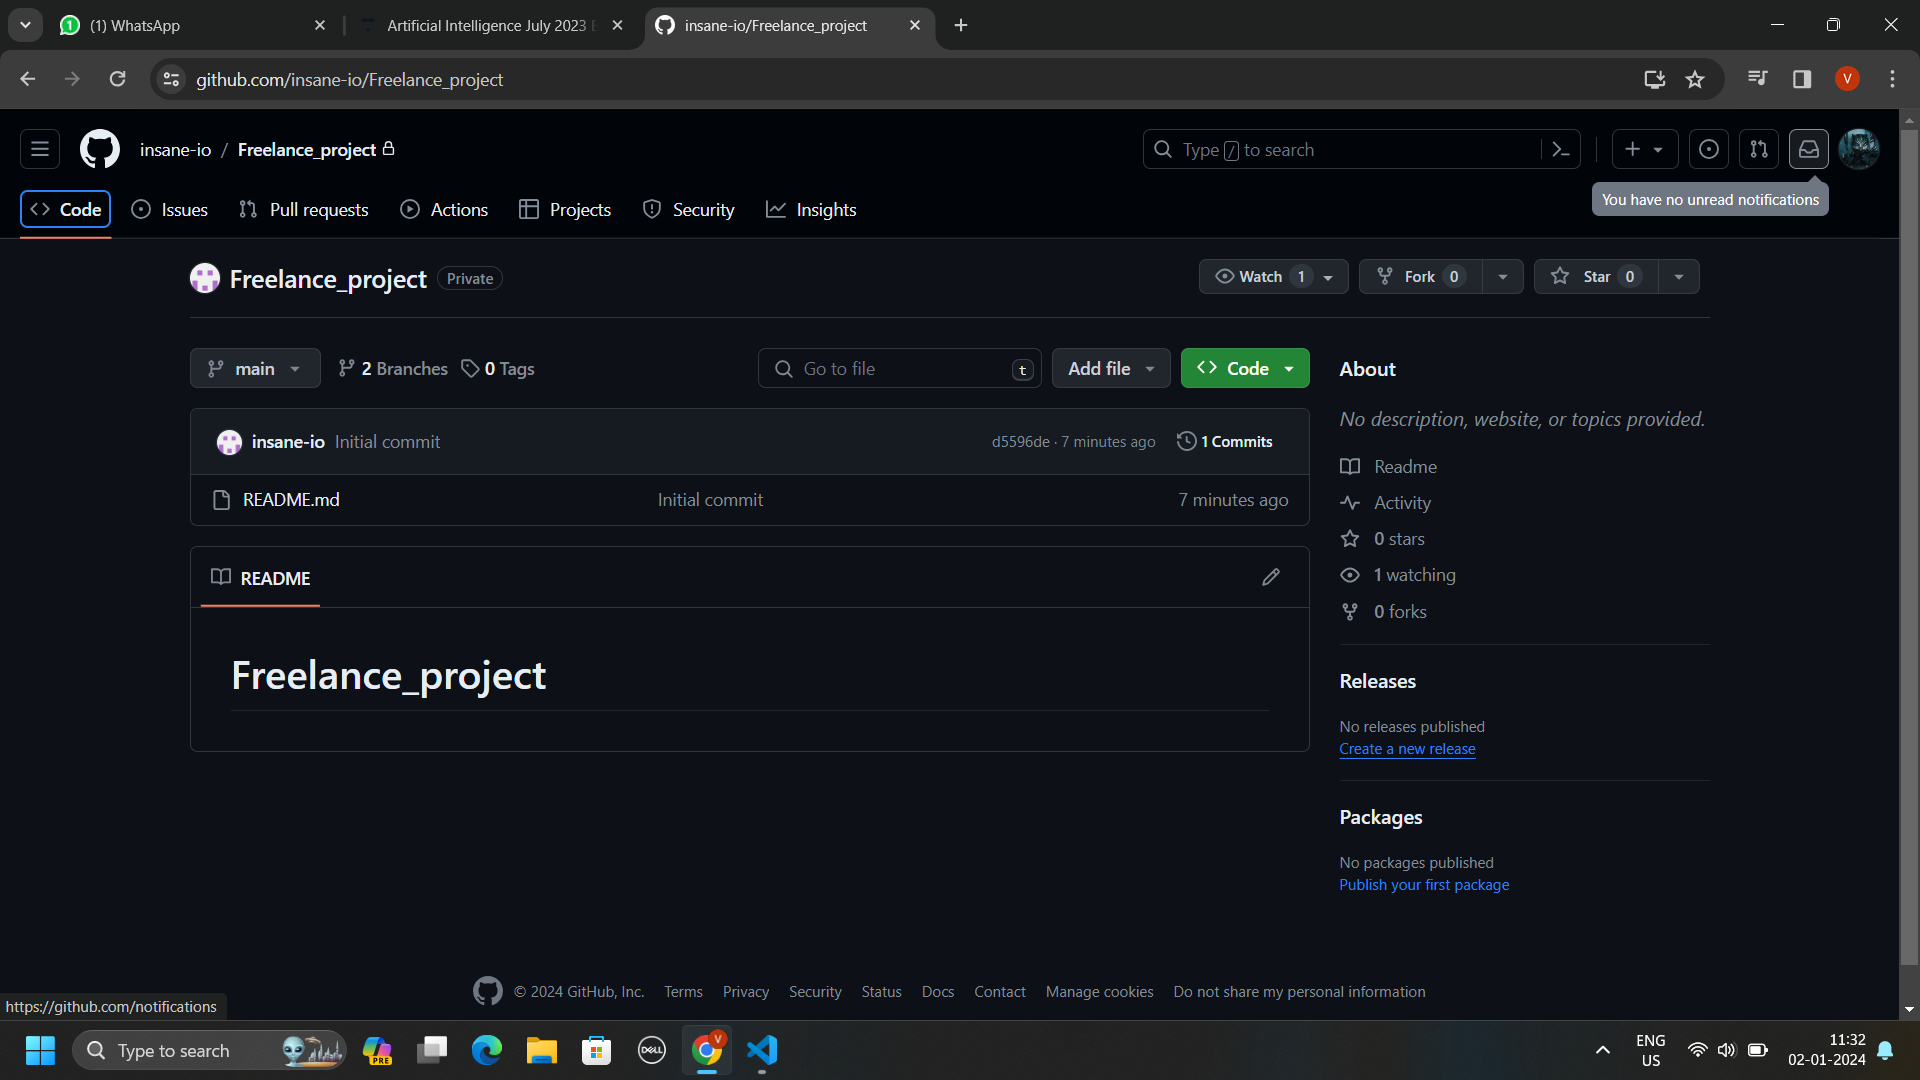 (1) WhatsApp
Artificial Intelligence July 2023
insane-io/Freelance_project
github.com/insane-io/Freelance_project
V
insane-io / Freelance_project
Type / to search
Code
Issues
Pull requests
Actions
Projects
Security
Insights
You have no unread notifications
Freelance_project
Private
Watch 1
Fork 0
Star 0
main
2 Branches
0 Tags
Go to file
t
Add file
Code
insane-io Initial commit
d5596de · 7 minutes ago
1 Commits
README.md
Initial commit
7 minutes ago
README
Freelance_project
About
No description, website, or topics provided.
Readme
Activity
0 stars
1 watching
0 forks
Releases
No releases published
Create a new release
Packages
No packages published
Publish your first package
© 2024 GitHub, Inc.
Terms
Privacy
Security
Status
Docs
Contact
Manage cookies
Do not share my personal information
https://github.com/notifications
Type to search
PRE
DELL
V
ENG
US
11:32
02-01-2024